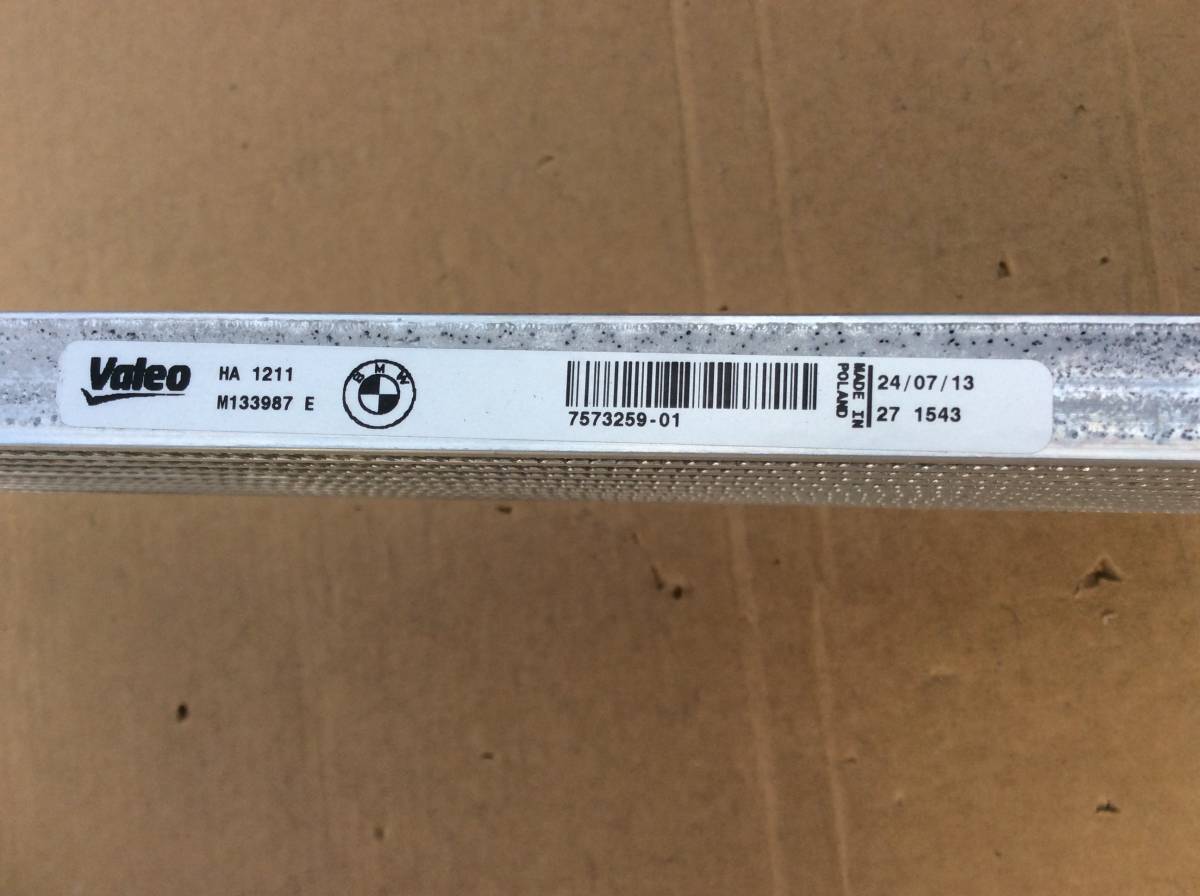 Valeo
HA 1211
M133987 E
BMW
7573259-01
MADE IN
POLAND
24/07/13
27 1543